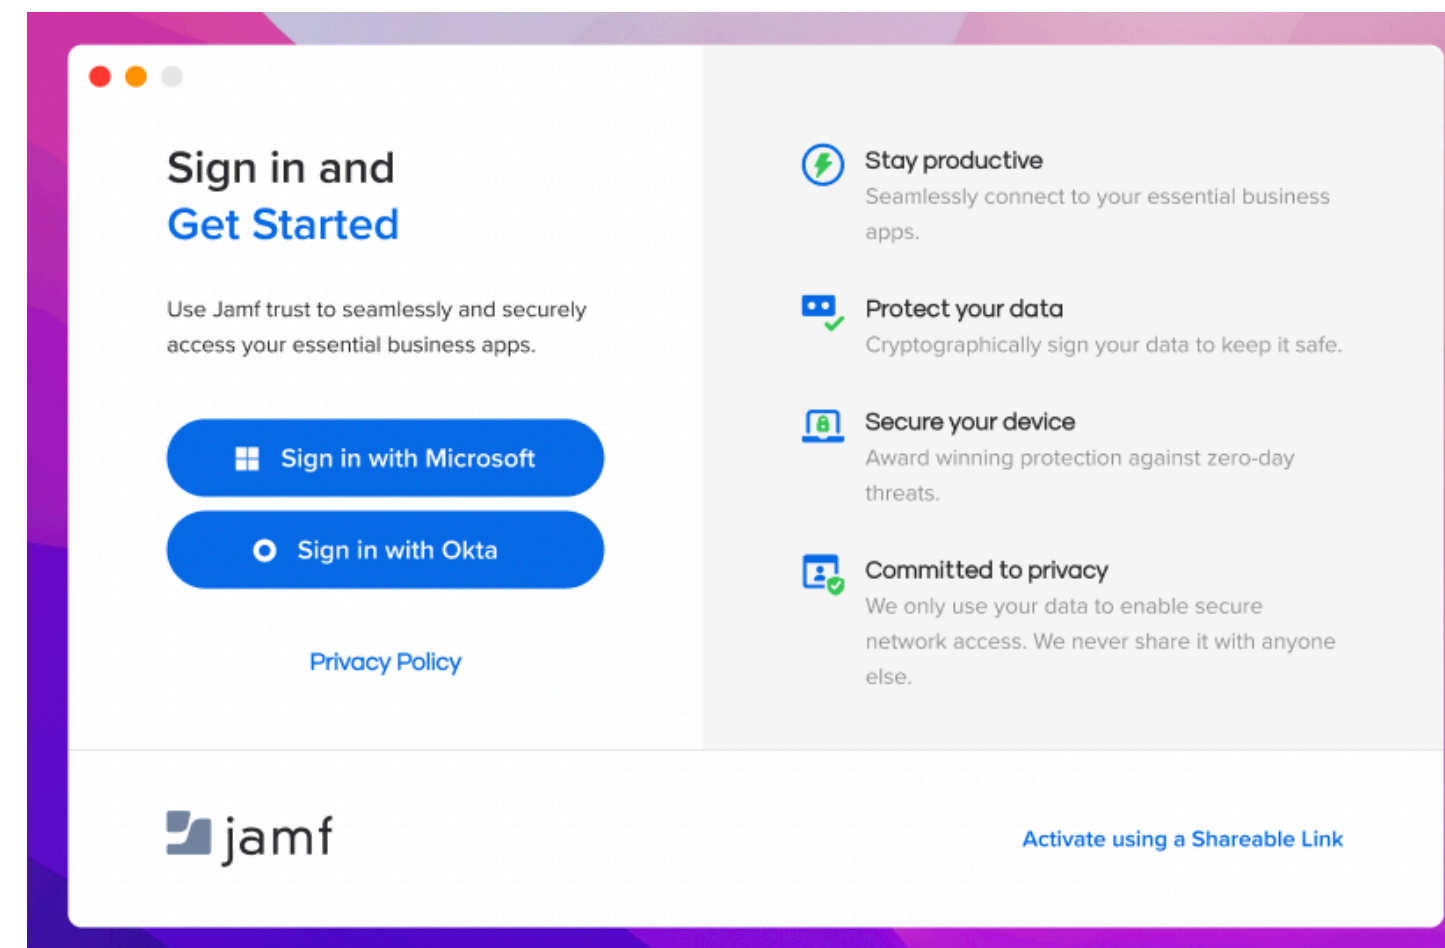 Sign in and
Get Started
Use Jamf trust to seamlessly and securely
access your essential business apps.
Sign in with Microsoft
Sign in with Okta
Privacy Policy
Stay productive
Seamlessly connect to your essential business
apps.
Protect your data
Cryptographically sign your data to keep it safe.
Secure your device
Award winning protection against zero-day
threats.
Committed to privacy
We only use your data to enable secure
network access. We never share it with anyone
else.
jamf
Activate using a Shareable Link